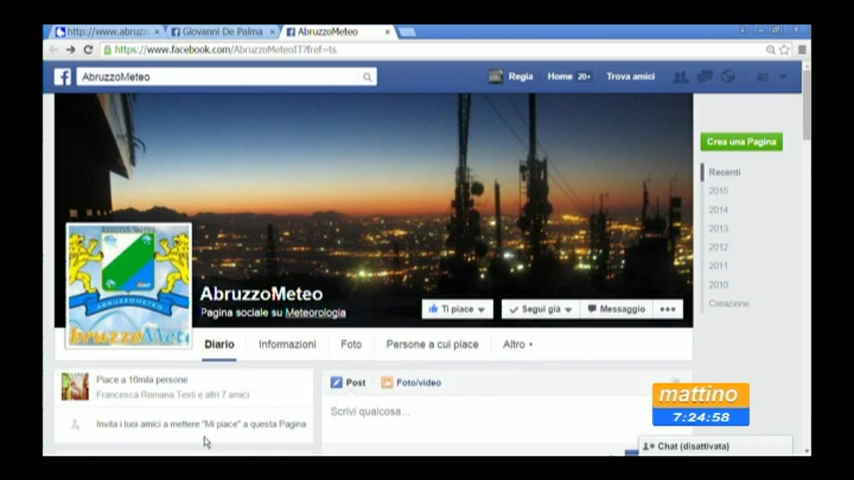 http://www.abruzz
Giovanni De Palma
AbruzzoMeteo
https://www.facebook.com/AbruzzoMeteoIT?fref=ts
AbruzzoMeteo
Regia
Home 20+
Trova amici
Crea una Pagina
Recenti
2015
2014
2013
2012
2011
2010
Creazione
ABRUZZOMETEO
bruzzoMete
AbruzzoMeteo
Pagina sociale su Meteorologia
Ti piace
Segui già
Messaggio
Diario
Informazioni
Foto
Persone a cui piace
Altro
Piace a 16mila persone
Francesca Romana Testi e altri 7 amici
Invita i tuoi amici a mettere "Mi piace" a questa Pagina
Post
Foto/video
Scrivi qualcosa...
mattino
7:24:58
Chat (disattivata)